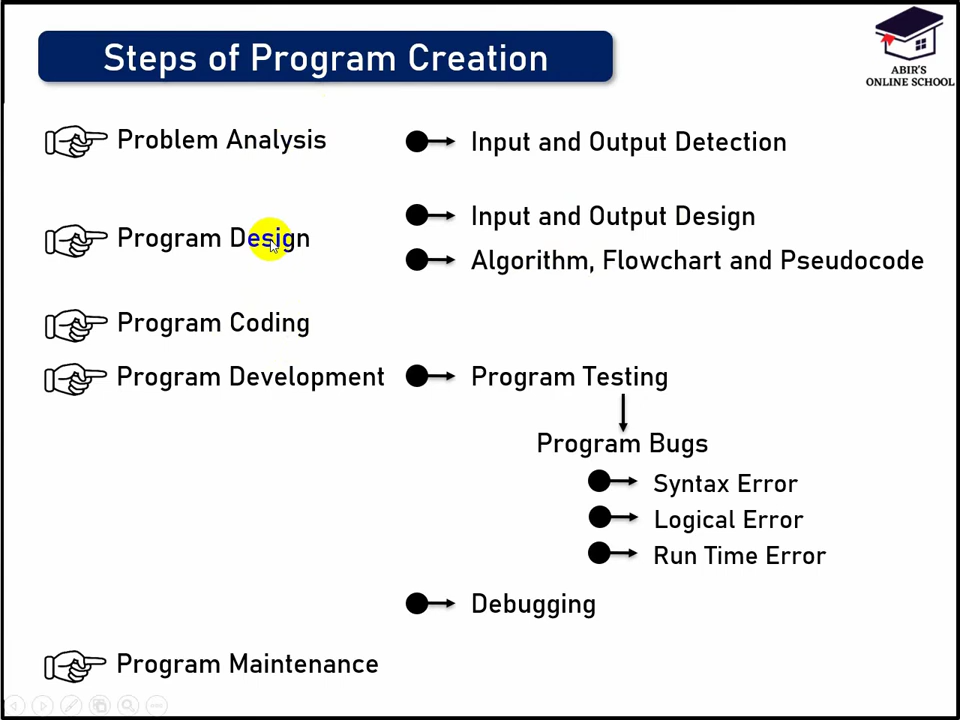 Steps of Program Creation
ABIR'S
ONLINE SCHOOL
Problem Analysis
Input and Output Detection
Program Design
Input and Output Design
Algorithm, Flowchart and Pseudocode
Program Coding
Program Development
Program Testing
Program Bugs
Syntax Error
Logical Error
Run Time Error
Debugging
Program Maintenance